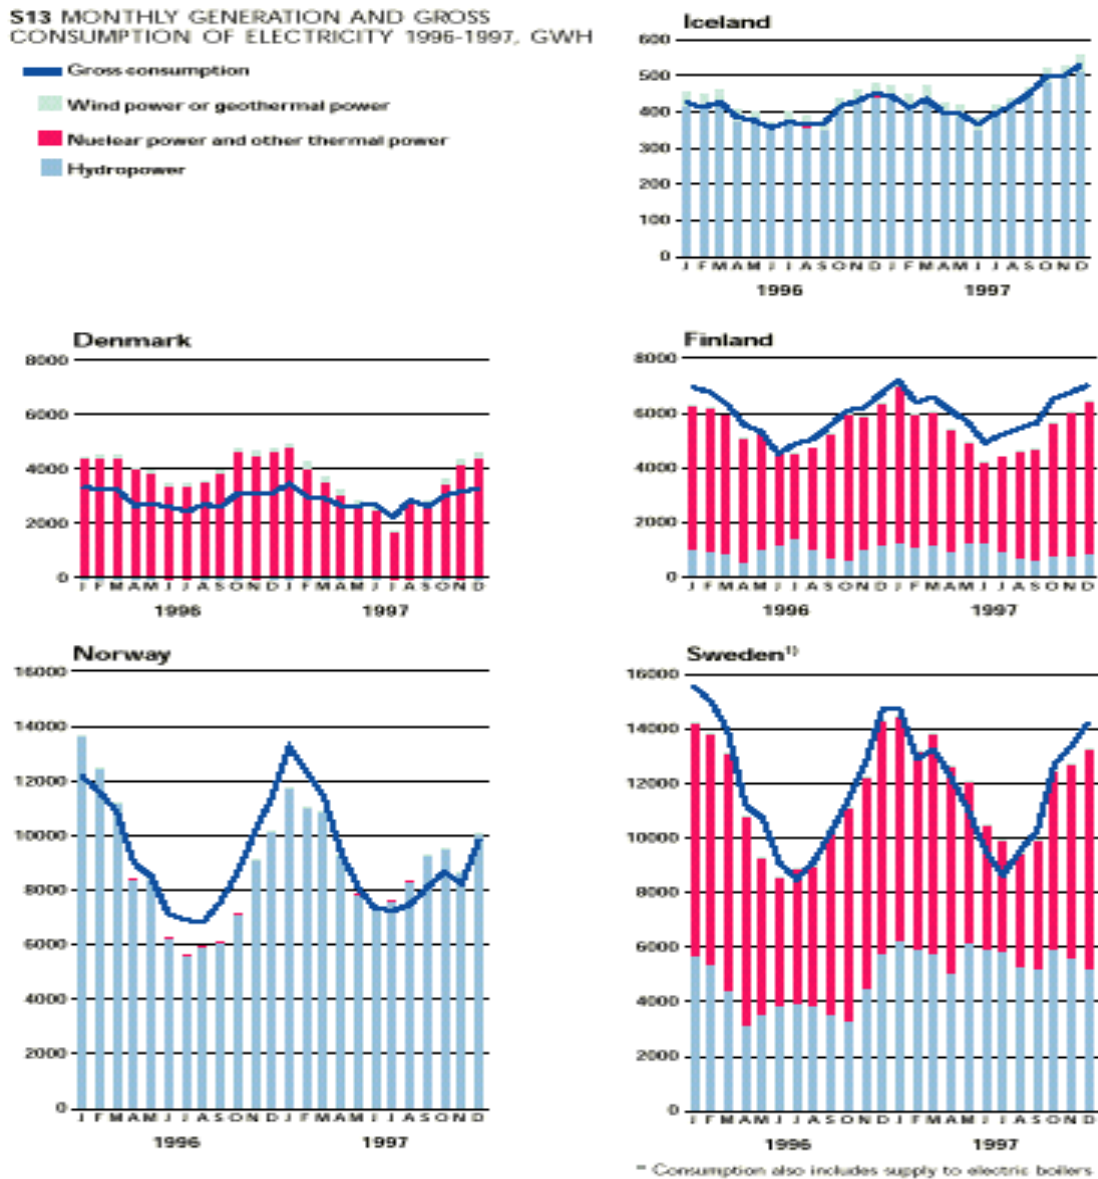 S13 MONTHLY GENERATION AND GROSS
CONSUMPTION OF ELECTRICITY 1996-1997, GWH
Gross consumption
Wind power or geothermal power
Nuclear power and other thermal power
Hydropower
Iceland
600
500
400
300
200
100
0
J F M A M J J A S O N D J F M A M J J A S O N D
1996 1997
Denmark
8000
6000
4000
2000
0
J F M A M J J A S O N D J F M A M J J A S O N D
1996 1997
Finland
8000
6000
4000
2000
0
J F M A M J J A S O N D J F M A M J J A S O N D
1996 1997
Norway
16000
14000
12000
10000
8000
6000
4000
2000
0
J F M A M J J A S O N D J F M A M J J A S O N D
1996 1997
Sweden¹⁾
16000
14000
12000
10000
8000
6000
4000
2000
0
J F M A M J J A S O N D J F M A M J J A S O N D
1996 1997
¹⁾ Consumption also includes supply to electric boilers